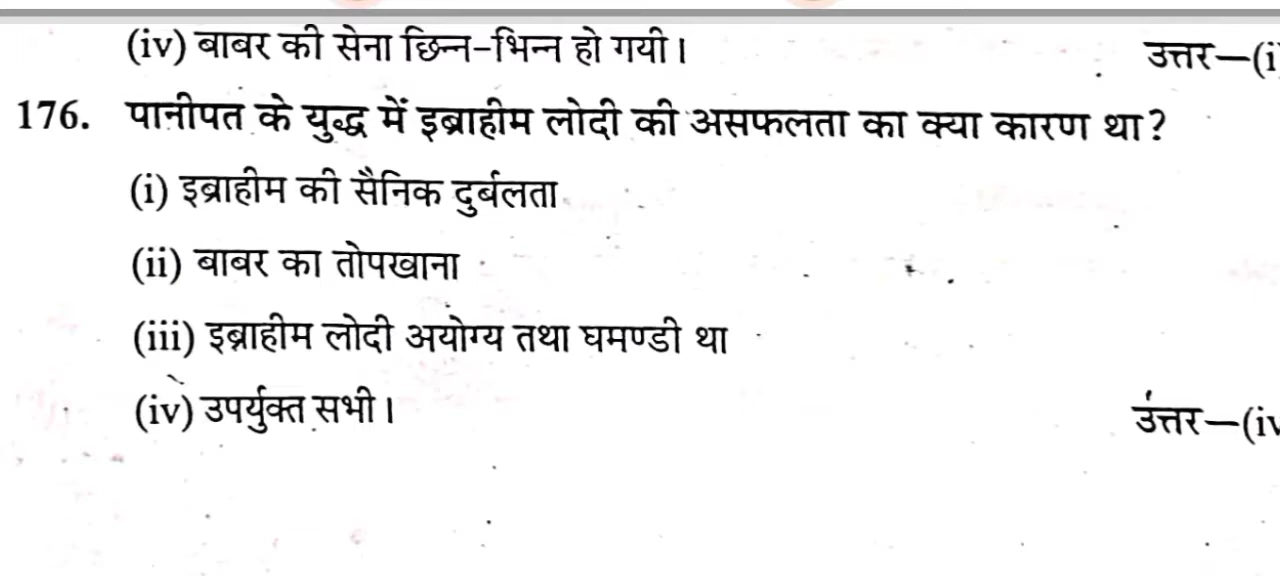 (iv) बाबर की सेना छिन्न-भिन्न हो गयी। उत्तर—(i
176. पानीपत के युद्ध में इब्राहीम लोदी की असफलता का क्या कारण था?
(i) इब्राहीम की सैनिक दुर्बलता
(ii) बाबर का तोपखाना
(iii) इब्राहीम लोदी अयोग्य तथा घमण्डी था
(iv) उपर्युक्त सभी। उत्तर—(iv